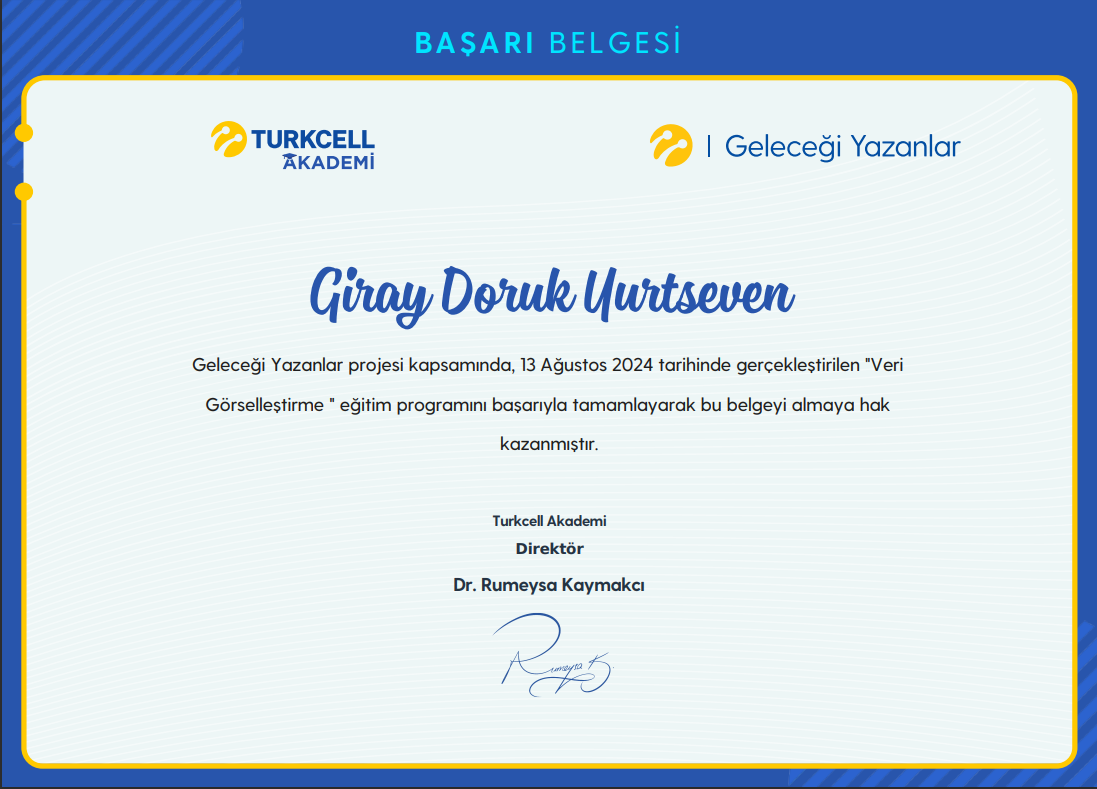 BAŞARI BELGESİ
TURKCELL
AKADEMİ
Geleceği Yazanlar
Giray Doruk Yurtseven
Geleceği Yazanlar projesi kapsamında, 13 Ağustos 2024 tarihinde gerçekleştirilen "Veri
Görselleştirme " eğitim programını başarıyla tamamlayarak bu belgeyi almaya hak
kazanmıştır.
Turkcell Akademi
Direktör
Dr. Rumeysa Kaymakcı
Rumeysa K.